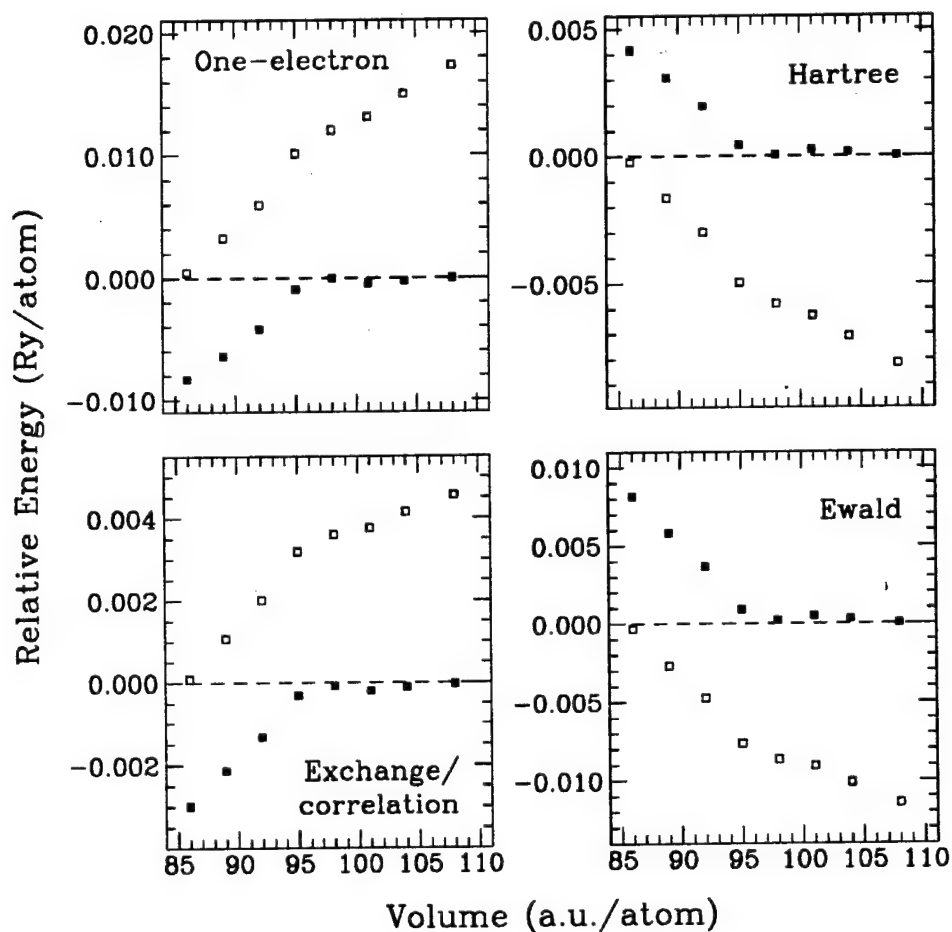 0.020
0.010
0.000
-0.010
One-electron
0.005
0.000
-0.005
Hartree
Relative Energy (Ry/atom)
0.004
0.002
0.000
-0.002
Exchange/
correlation
85 90 95 100 105 110
0.010
0.005
0.000
-0.005
-0.010
Ewald
85 90 95 100 105 110
Volume (a.u./atom)